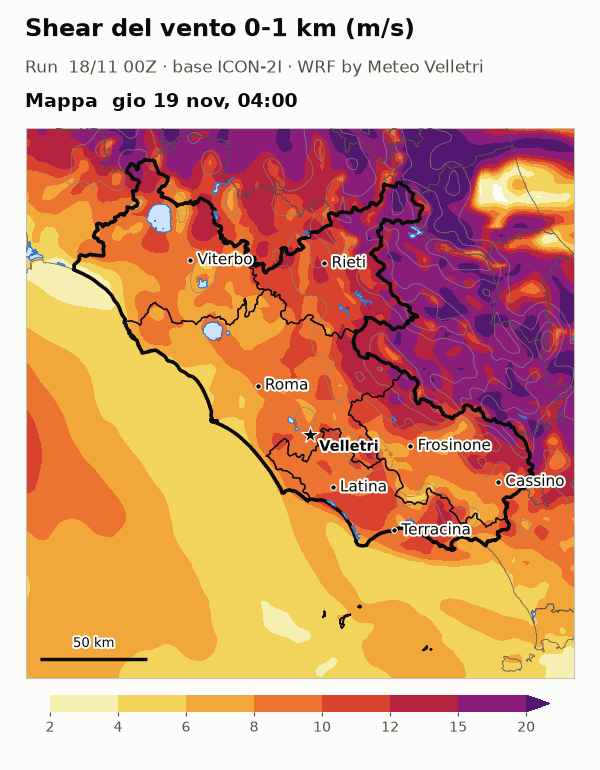 Shear del vento 0-1 km (m/s)
Run  18/11 00Z · base ICON-2I · WRF by Meteo Velletri
Mappa  gio 19 nov, 04:00
Viterbo
Rieti
Roma
Velletri
Frosinone
Cassino
Latina
Terracina
50 km
2 4 6 8 10 12 15 20